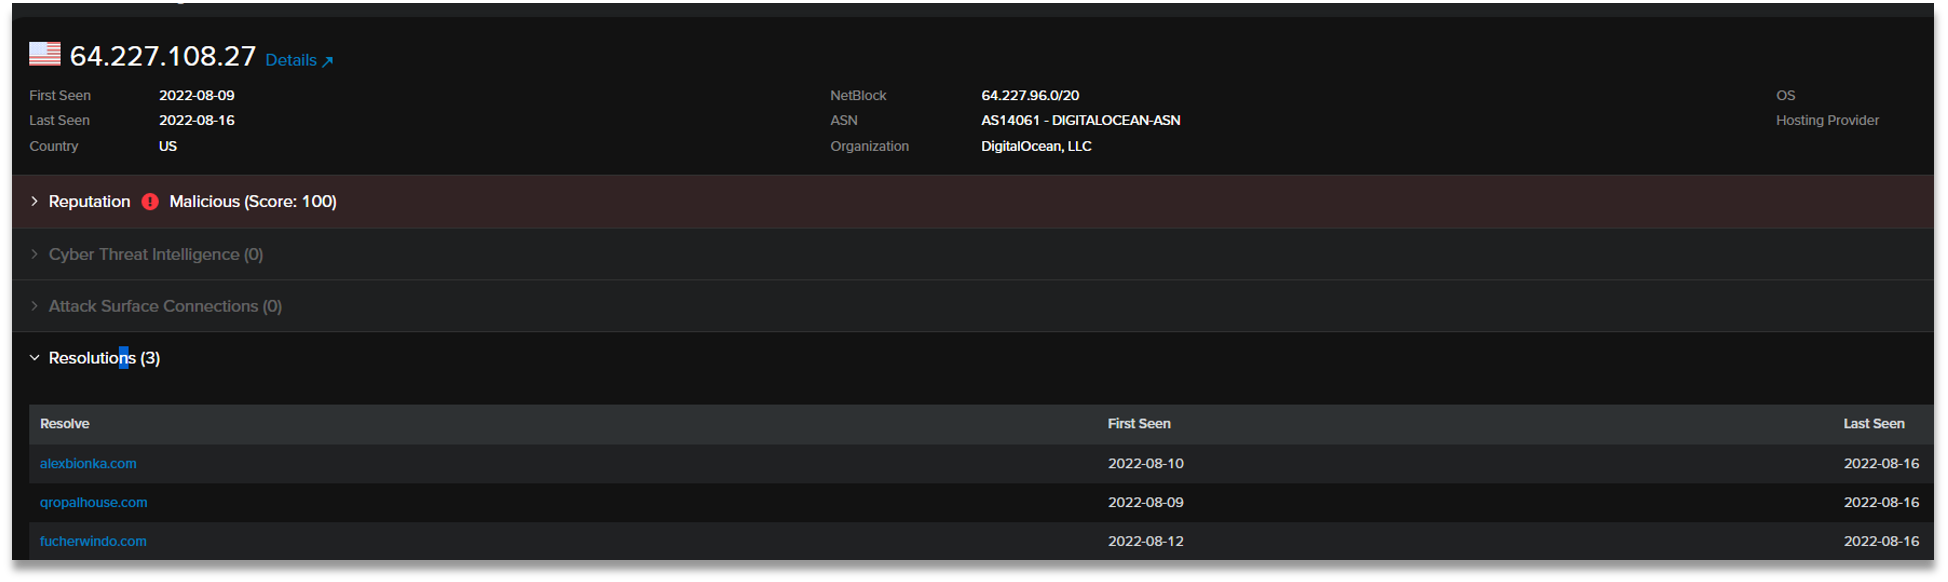 64.227.108.27 Details
First Seen 2022-08-09 NetBlock 64.227.96.0/20 OS
Last Seen 2022-08-16 ASN AS14061 - DIGITALOCEAN-ASN Hosting Provider
Country US Organization DigitalOcean, LLC
Reputation Malicious (Score: 100)
Cyber Threat Intelligence (0)
Attack Surface Connections (0)
Resolutions (3)
Resolve First Seen Last Seen
alexbionka.com 2022-08-10 2022-08-16
qropalhouse.com 2022-08-09 2022-08-16
fucherwindo.com 2022-08-12 2022-08-16